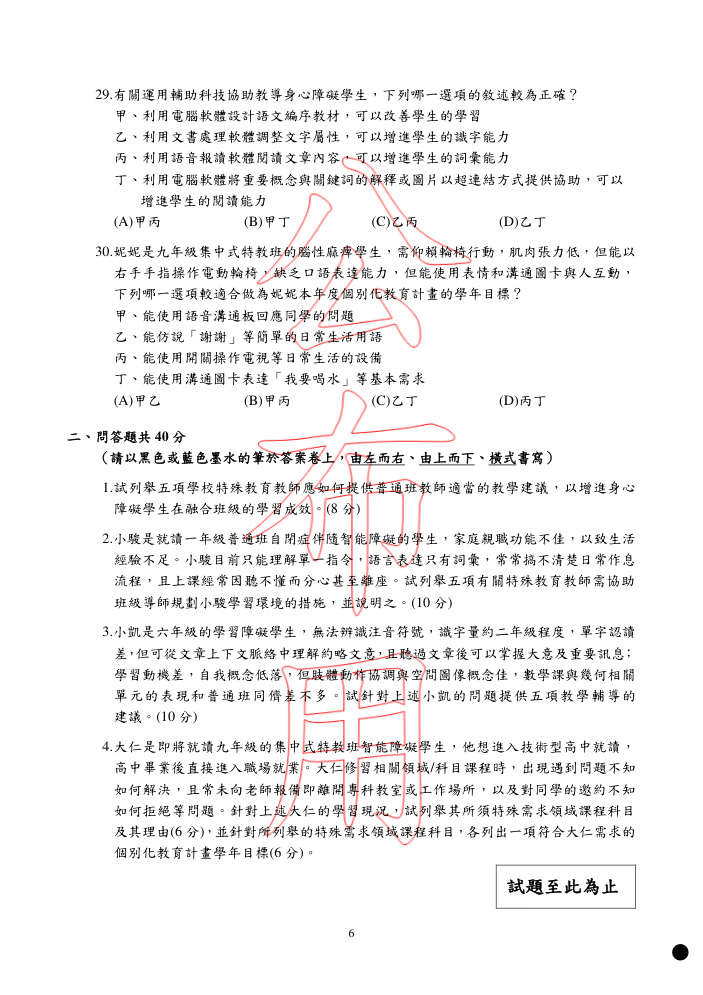 29.有關運用輔助科技協助教導身心障礙學生，下列哪一選項的敘述較為正確？
甲、利用電腦軟體設計語文編序教材，可以改善學生的學習
乙、利用文書處理軟體調整文字屬性，可以增進學生的識字能力
丙、利用語音報讀軟體閱讀文章內容，可以增進學生的詞彙能力
丁、利用電腦軟體將重要概念與關鍵詞的解釋或圖片以超連結方式提供協助，可以
增進學生的閱讀能力
(A)甲丙 (B)甲丁 (C)乙丙 (D)乙丁
30.妮妮是九年級集中式特教班的腦性麻痺學生，需仰賴輪椅行動，肌肉張力低，但能以
右手手指操作電動輪椅，缺乏口語表達能力，但能使用表情和溝通圖卡與人互動，
下列哪一選項較適合做為妮妮本年度個別化教育計畫的學年目標？
甲、能使用語音溝通板回應同學的問題
乙、能仿說「謝謝」等簡單的日常生活用語
丙、能使用開關操作電視等日常生活的設備
丁、能使用溝通圖卡表達「我要喝水」等基本需求
(A)甲乙 (B)甲丙 (C)乙丁 (D)丙丁
二、問答題共 40 分
（請以黑色或藍色墨水的筆於答案卷上，由左而右、由上而下、橫式書寫）
1.試列舉五項學校特殊教育教師應如何提供普通班教師適當的教學建議，以增進身心
障礙學生在融合班級的學習成效。(8 分)
2.小駿是就讀一年級普通班自閉症伴隨智能障礙的學生，家庭親職功能不佳，以致生活
經驗不足。小駿目前只能理解單一指令，語言表達只有詞彙，常常搞不清楚日常作息
流程，且上課經常因聽不懂而分心甚至離座。試列舉五項有關特殊教育教師需協助
班級導師規劃小駿學習環境的措施，並說明之。(10 分)
3.小凱是六年級的學習障礙學生，無法辨識注音符號，識字量約二年級程度，單字認讀
差，但可從文章上下文脈絡中理解約略文意，且聽過文章後可以掌握大意及重要訊息；
學習動機差，自我概念低落，但肢體動作協調與空間圖像概念佳，數學課與幾何相關
單元的表現和普通班同儕差不多。試針對上述小凱的問題提供五項教學輔導的
建議。(10 分)
4.大仁是即將就讀九年級的集中式特教班智能障礙學生，他想進入技術型高中就讀，
高中畢業後直接進入職場就業。大仁修習相關領域/科目課程時，出現遇到問題不知
如何解決，且常未向老師報備即離開專科教室或工作場所，以及對同學的邀約不知
如何拒絕等問題。針對上述大仁的學習現況，試列舉其所須特殊需求領域課程科目
及其理由(6 分)，並針對所列舉的特殊需求領域課程科目，各列出一項符合大仁需求的
個別化教育計畫學年目標(6 分)。
試題至此為止
6
公布用